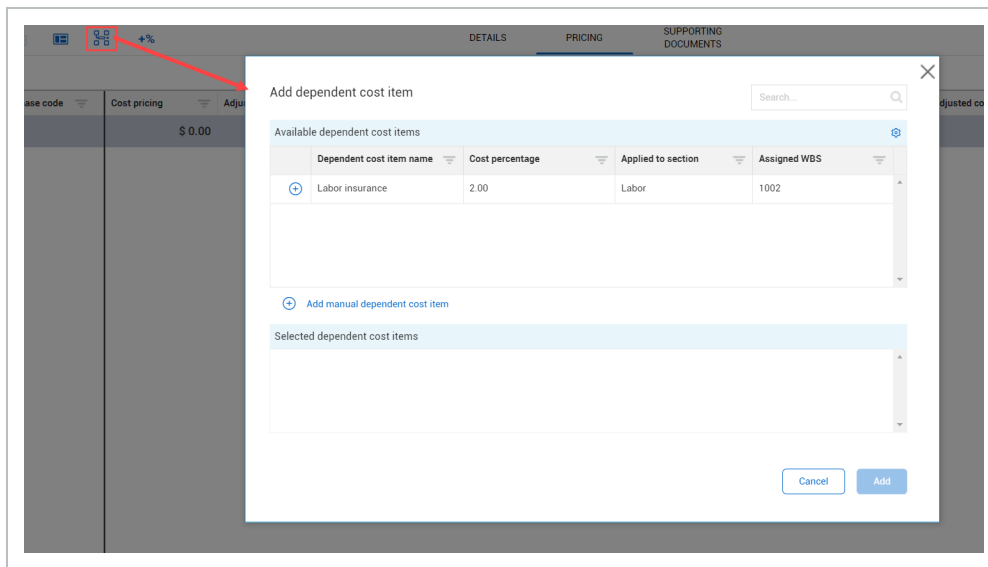 +%
DETAILS
PRICING
SUPPORTING
DOCUMENTS
Add dependent cost item
Search...
ase code
Cost pricing
Adju
djusted co
$ 0.00
Available dependent cost items
Dependent cost item name
Cost percentage
Applied to section
Assigned WBS
Labor insurance
2.00
Labor
1002
Add manual dependent cost item
Selected dependent cost items
Cancel
Add